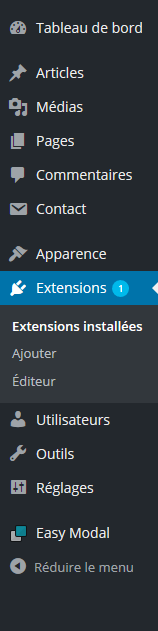 Tableau de bord
Articles
Médias
Pages
Commentaires
Contact
Apparence
Extensions 1
Extensions installées
Ajouter
Éditeur
Utilisateurs
Outils
Réglages
Easy Modal
Réduire le menu